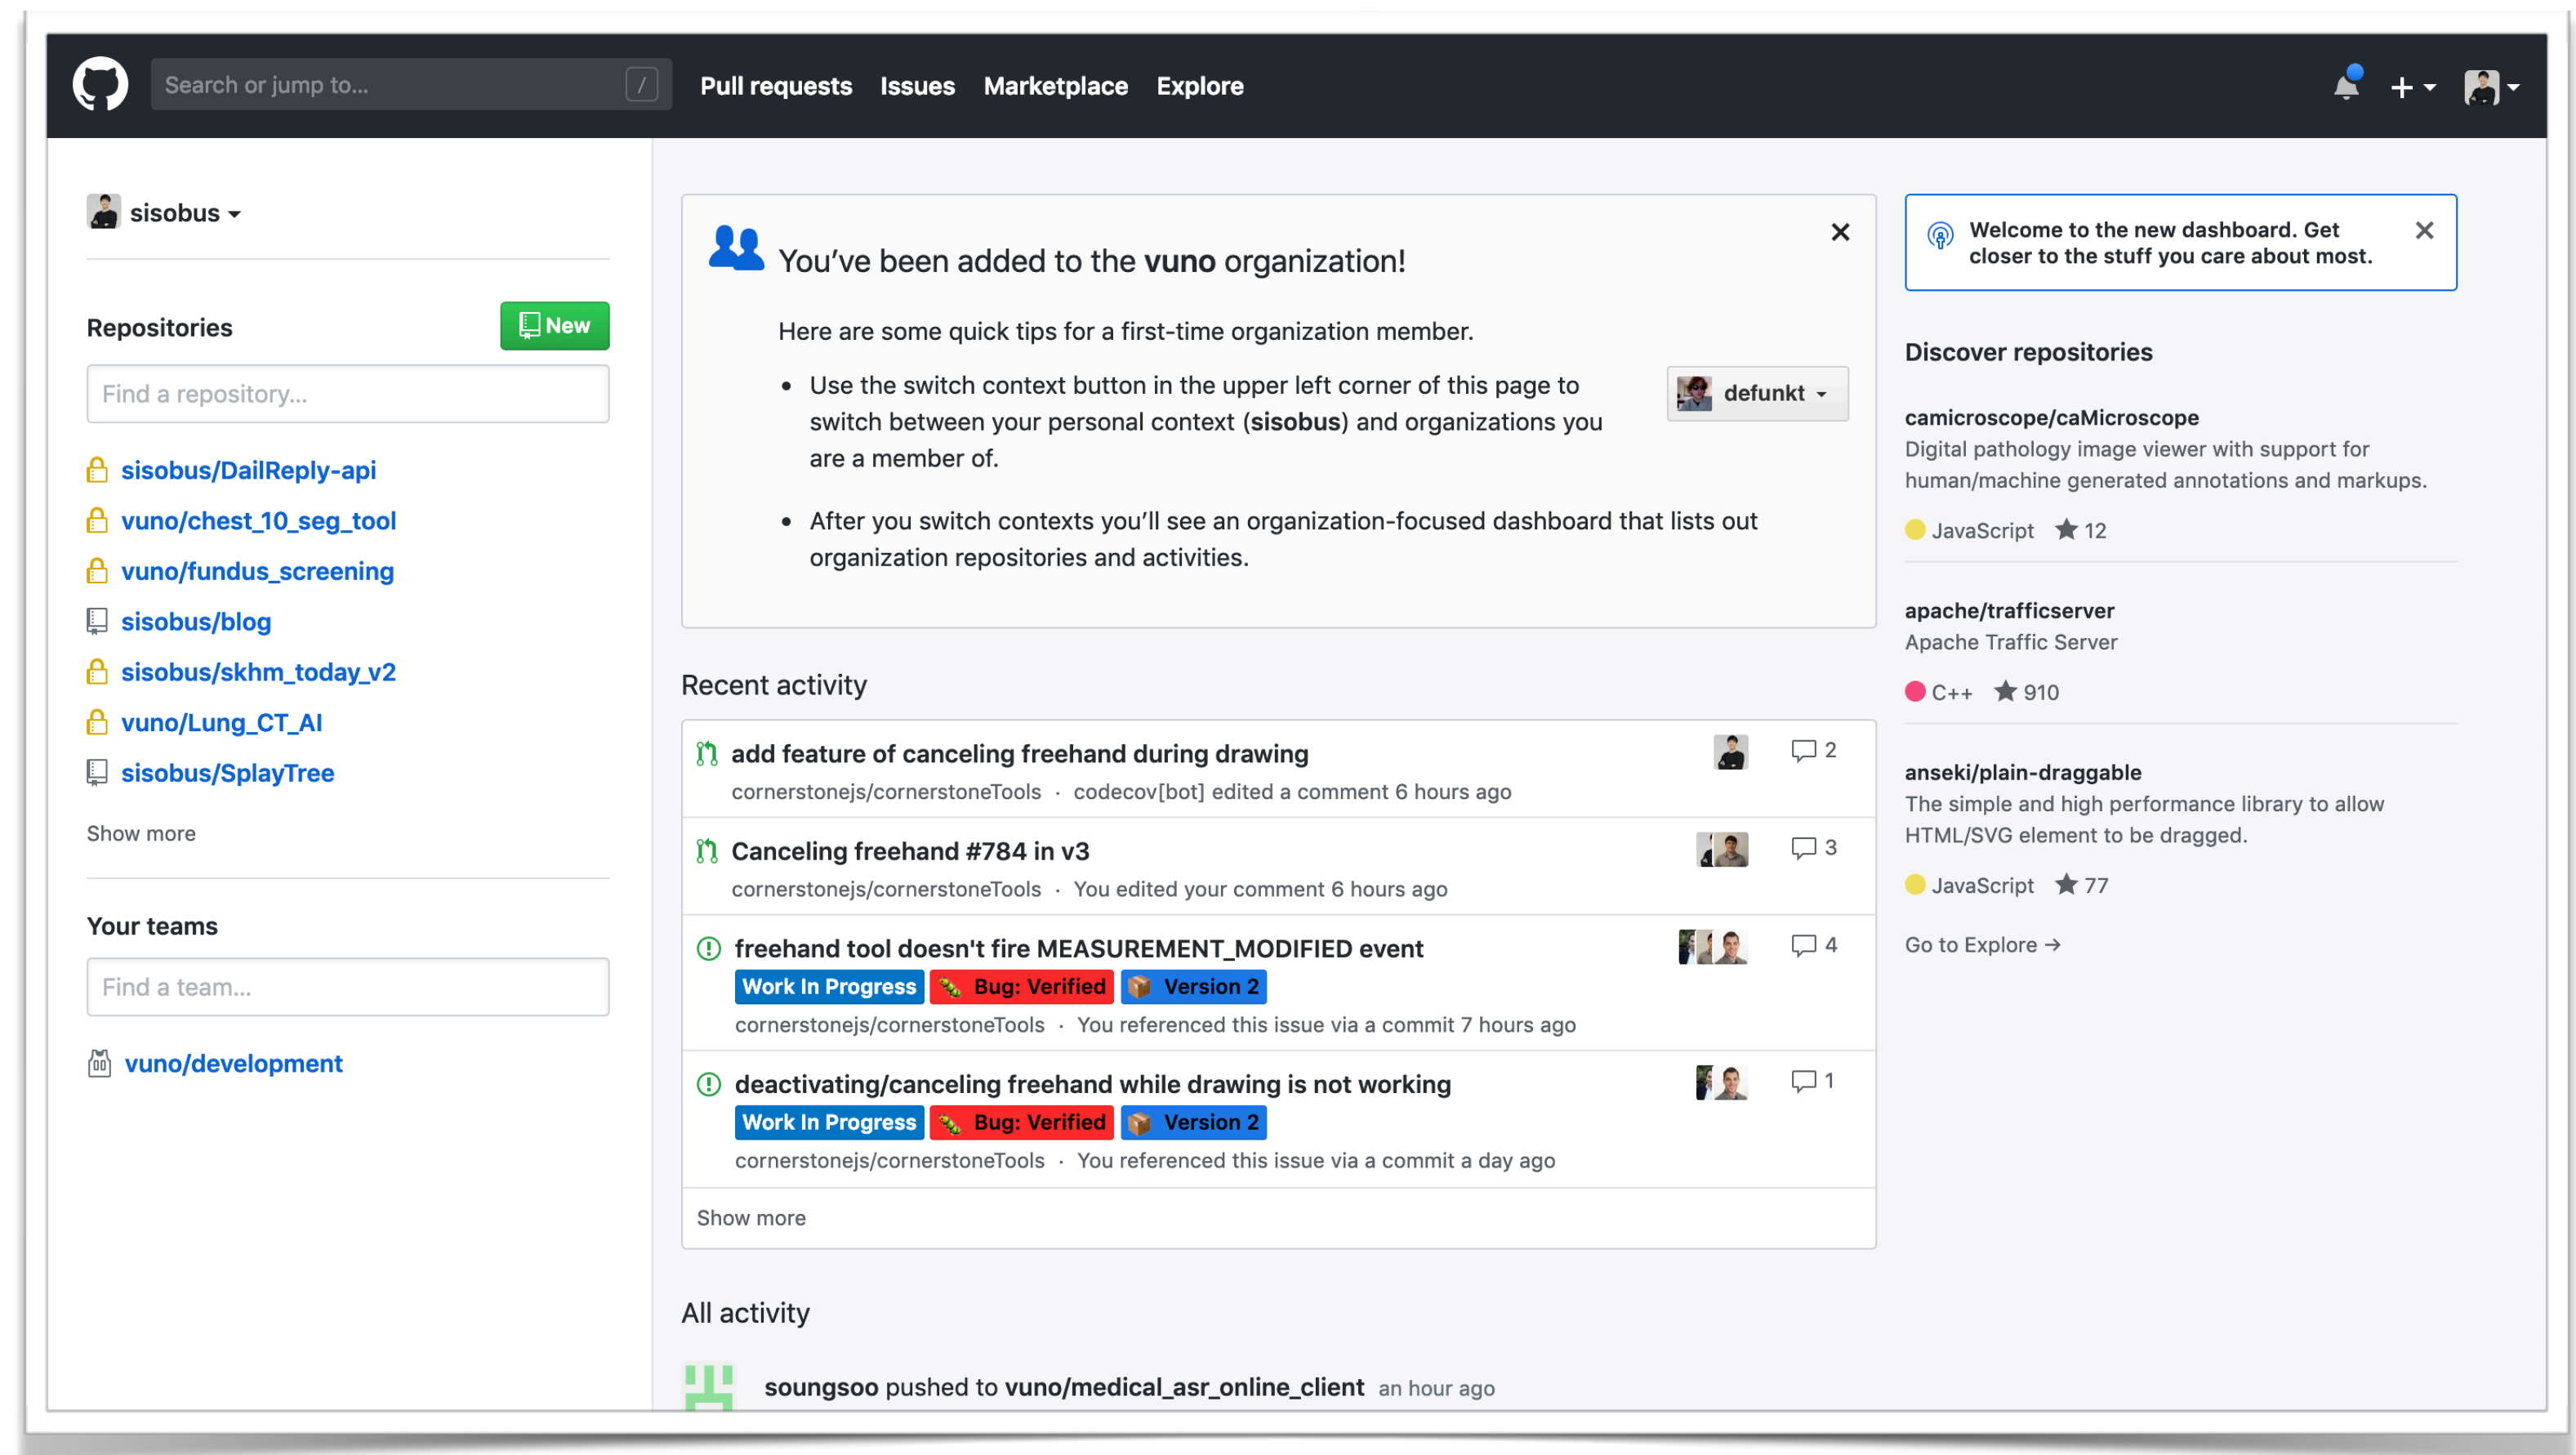 Search or jump to... /
Pull requests Issues Marketplace Explore
sisobus
Repositories
New
Find a repository...
sisobus/DailReply-api
vuno/chest_10_seg_tool
vuno/fundus_screening
sisobus/blog
sisobus/skhm_today_v2
vuno/Lung_CT_AI
sisobus/SplayTree
Show more
Your teams
Find a team...
vuno/development
You’ve been added to the vuno organization!
Here are some quick tips for a first-time organization member.
• Use the switch context button in the upper left corner of this page to
switch between your personal context (sisobus) and organizations you
are a member of.
defunkt
• After you switch contexts you’ll see an organization-focused dashboard that lists out
organization repositories and activities.
Recent activity
add feature of canceling freehand during drawing 2
cornerstonejs/cornerstoneTools · codecov[bot] edited a comment 6 hours ago
Canceling freehand #784 in v3 3
cornerstonejs/cornerstoneTools · You edited your comment 6 hours ago
freehand tool doesn't fire MEASUREMENT_MODIFIED event 4
Work In Progress 🐛 Bug: Verified 📦 Version 2
cornerstonejs/cornerstoneTools · You referenced this issue via a commit 7 hours ago
deactivating/canceling freehand while drawing is not working 1
Work In Progress 🐛 Bug: Verified 📦 Version 2
cornerstonejs/cornerstoneTools · You referenced this issue via a commit a day ago
Show more
All activity
soungsoo pushed to vuno/medical_asr_online_client an hour ago
Welcome to the new dashboard. Get
closer to the stuff you care about most.
Discover repositories
camicroscope/caMicroscope
Digital pathology image viewer with support for
human/machine generated annotations and markups.
JavaScript ★ 12
apache/trafficserver
Apache Traffic Server
C++ ★ 910
anseki/plain-draggable
The simple and high performance library to allow
HTML/SVG element to be dragged.
JavaScript ★ 77
Go to Explore →